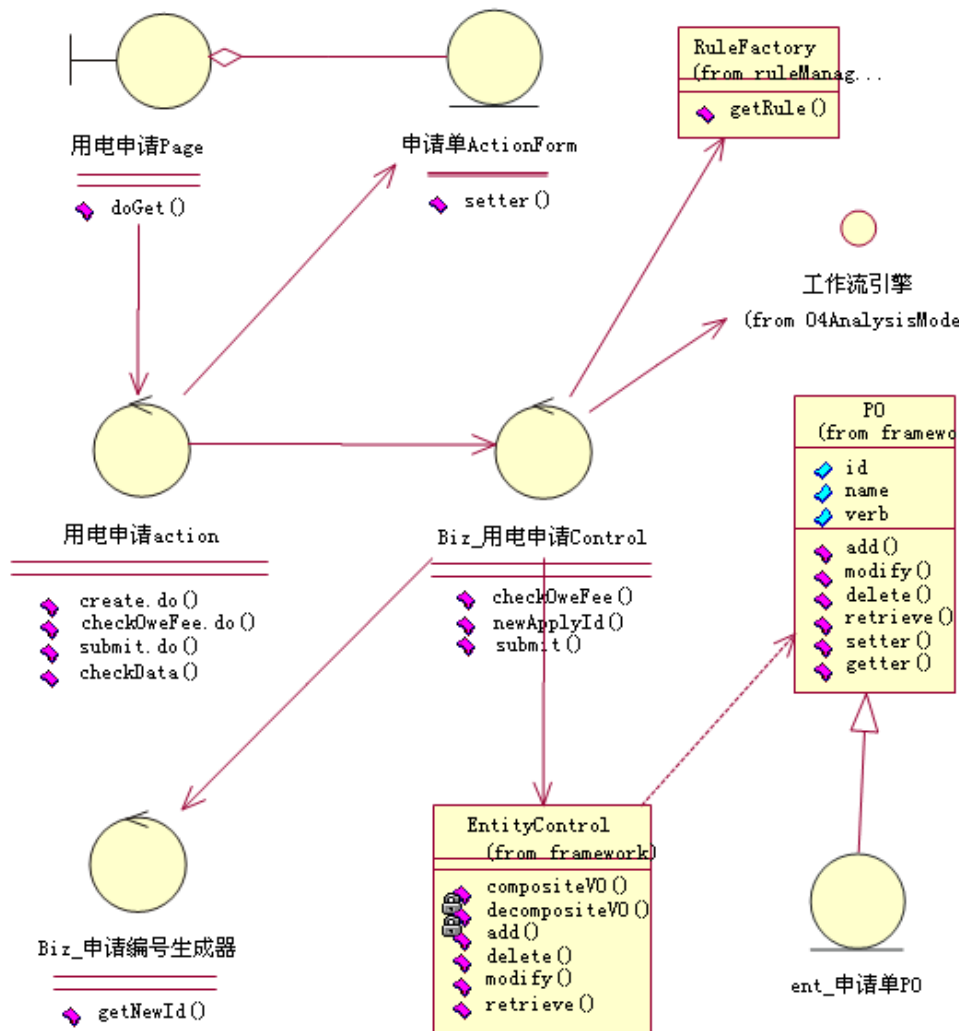 RuleFactory
(from ruleManag...
getRule()
用电申请Page
doGet()
申请单ActionForm
setter()
工作流引擎
(from 04AnalysisMode
用电申请action
create.do()
checkOweFee.do()
submit.do()
checkData()
Biz_用电申请Control
checkOweFee()
newApplyId()
submit()
PO
(from framewo
id
name
verb
add()
modify()
delete()
retrieve()
setter()
getter()
Biz_申请编号生成器
getNewId()
EntityControl
(from framework)
compositeVO()
decompositeVO()
add()
delete()
modify()
retrieve()
ent_申请单PO